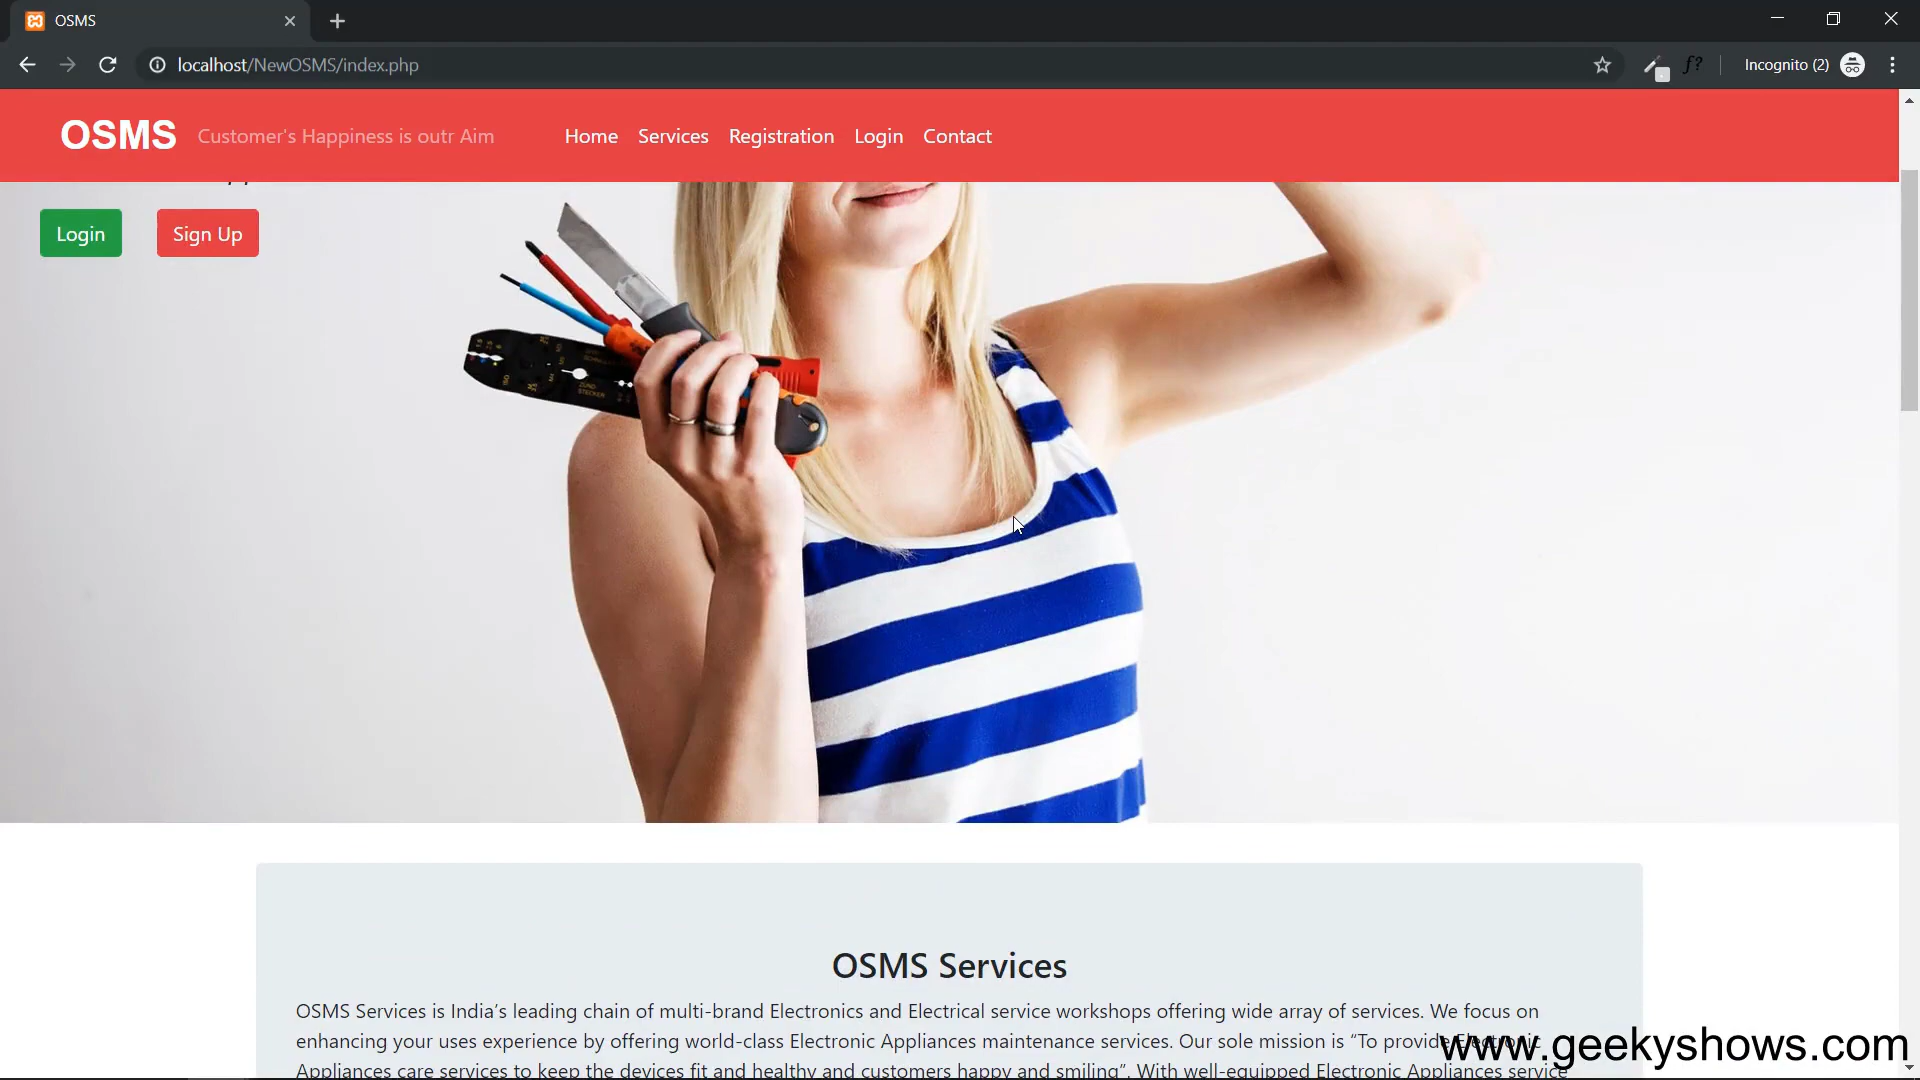 OSMS
localhost/NewOSMS/index.php
Incognito (2)
OSMS Customer's Happiness is outr Aim Home Services Registration Login Contact
Login Sign Up
OSMS Services
OSMS Services is India’s leading chain of multi-brand Electronics and Electrical service workshops offering wide array of services. We focus on
enhancing your uses experience by offering world-class Electronic Appliances maintenance services. Our sole mission is “To provide Electronic
Appliances care services to keep the devices fit and healthy and customers happy and smiling”. With well-equipped Electronic Appliances service
www.geekyshows.com